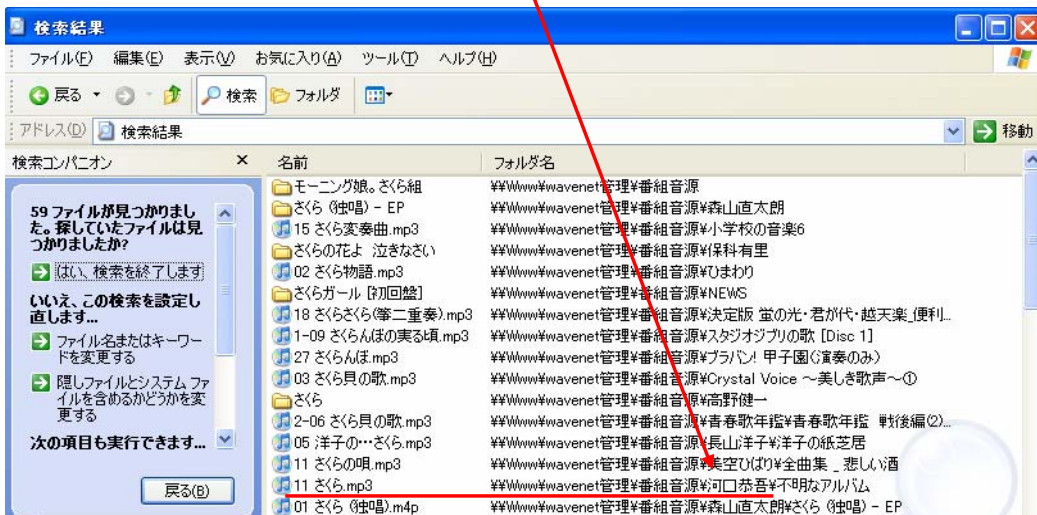 検索結果
ファイル(F) 編集(E) 表示(V) お気に入り(A) ツール(T) ヘルプ(H)
戻る 検索 フォルダ
アドレス(D) 検索結果 移動
検索コンパニオン × 名前 フォルダ名
59 ファイルが見つかりました。探していたファイルは見つかりましたか?
はい、検索を終了します
いいえ、この検索を設定し直します...
ファイル名またはキーワードを変更する
隠しファイルとシステム ファイルを含めるかどうかを変更する
次の項目も実行できます...
戻る(B)
モーニング娘。さくら組 ¥¥Www¥wavenet管理¥番組音源
さくら (独唱) - EP ¥¥Www¥wavenet管理¥番組音源¥森山直太朗
15 さくら変奏曲.mp3 ¥¥Www¥wavenet管理¥番組音源¥小学校の音楽6
さくらの花よ 泣きなさい ¥¥Www¥wavenet管理¥番組音源¥保科有里
02 さくら物語.mp3 ¥¥Www¥wavenet管理¥番組音源¥ひまわり
さくらガール [初回盤] ¥¥Www¥wavenet管理¥番組音源¥NEWS
18 さくらさくら(箏二重奏).mp3 ¥¥Www¥wavenet管理¥番組音源¥決定版 蛍の光・君が代・越天楽_便利...
1-09 さくらんぼの実る頃.mp3 ¥¥Www¥wavenet管理¥番組音源¥スタジオジブリの歌 [Disc 1]
27 さくらんぼ.mp3 ¥¥Www¥wavenet管理¥番組音源¥ブラバン! 甲子園(演奏のみ)
03 さくら貝の歌.mp3 ¥¥Www¥wavenet管理¥番組音源¥Crystal Voice ~美しき歌声~①
さくら ¥¥Www¥wavenet管理¥番組音源¥高野健一
2-06 さくら貝の歌.mp3 ¥¥Www¥wavenet管理¥番組音源¥青春歌年鑑¥青春歌年鑑 戦後編②...
05 洋子の…さくら.mp3 ¥¥Www¥wavenet管理¥番組音源¥長山洋子¥洋子の紙芝居
11 さくらの唄.mp3 ¥¥Www¥wavenet管理¥番組音源¥美空ひばり¥全曲集 _ 悲しい酒
11 さくら.mp3 ¥¥Www¥wavenet管理¥番組音源¥河口恭吾¥不明なアルバム
01 さくら (独唱).m4p ¥¥Www¥wavenet管理¥番組音源¥森山直太朗¥さくら (独唱) - EP